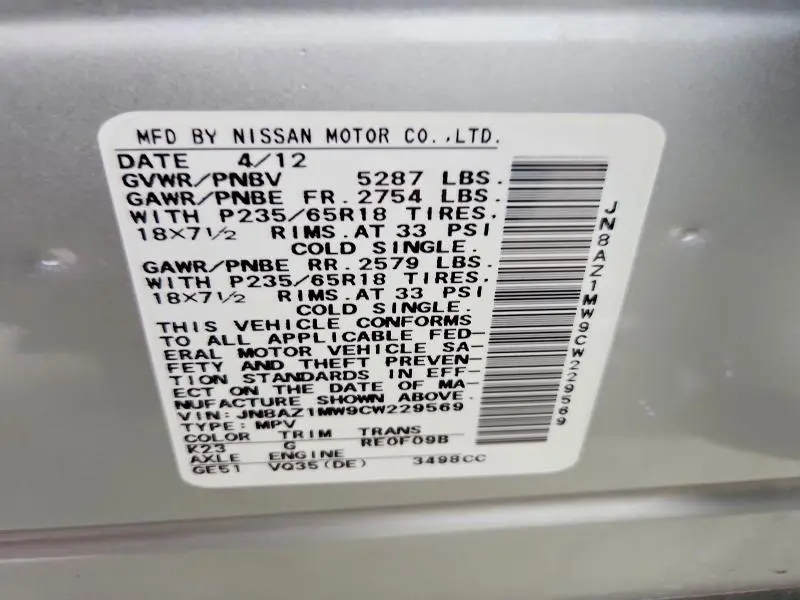 MFD BY NISSAN MOTOR CO.,LTD.
DATE 4/12
GVWR/PNBV 5287 LBS.
GAWR/PNBE FR.2754 LBS.
WITH P235/65R18 TIRES.
18X7 1/2 RIMS.AT 33 PSI
COLD SINGLE.
GAWR/PNBE RR.2579 LBS.
WITH P235/65R18 TIRES.
18X7 1/2 RIMS.AT 33 PSI
COLD SINGLE.
THIS VEHICLE CONFORMS
TO ALL APPLICABLE FED-
ERAL MOTOR VEHICLE SA-
FETY AND THEFT PREVEN-
TION STANDARDS IN EFF-
ECT ON THE DATE OF MA-
NUFACTURE SHOWN ABOVE.
VIN: JN8AZ1MW9CW229569
TYPE: MPV
COLOR TRIM TRANS
K23 G RE0F09B
AXLE ENGINE
GE51 VQ35(DE) 3498CC
JN8AZ1MW9CW229569